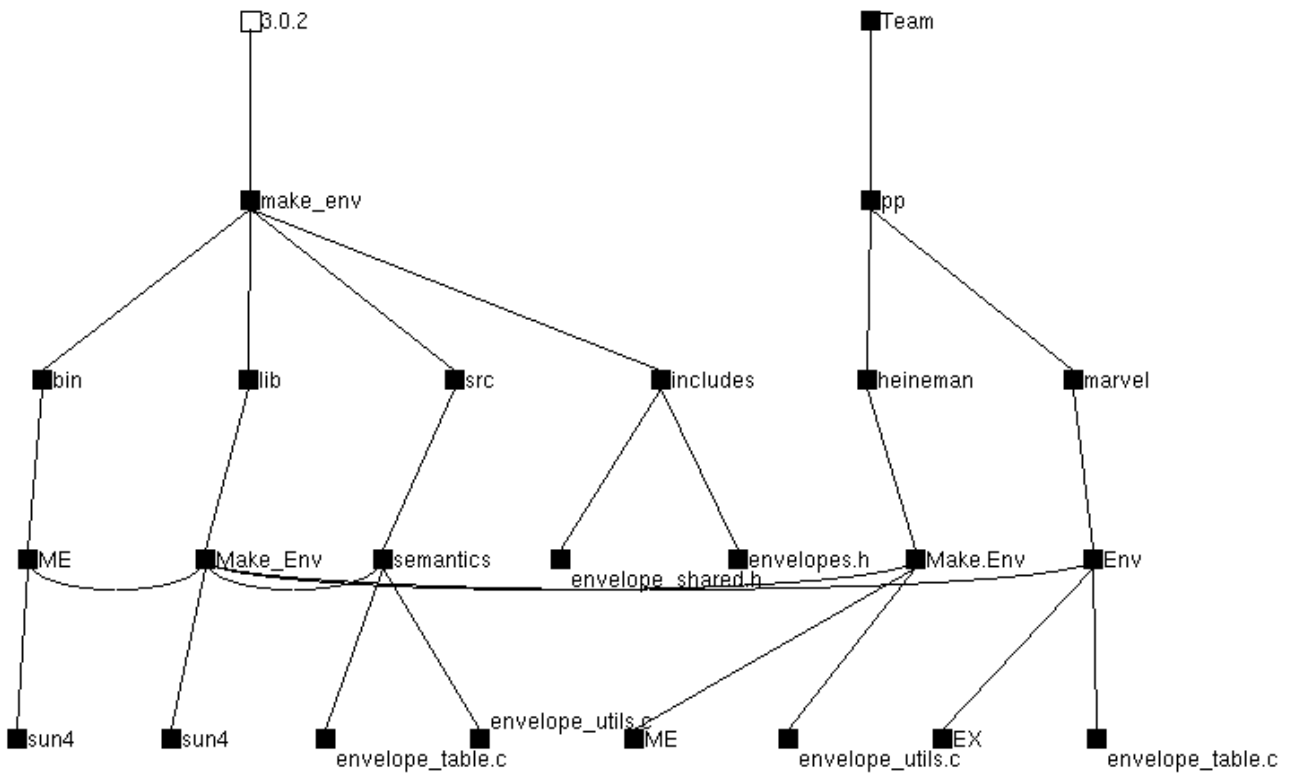 3.0.2
Team
make_env
pp
bin
lib
src
includes
heineman
marvel
ME
Make_Env
semantics
envelope_shared.h
envelopes.h
Make.Env
Env
sun4
sun4
envelope_table.c
envelope_utils.c
ME
envelope_utils.c
EX
envelope_table.c